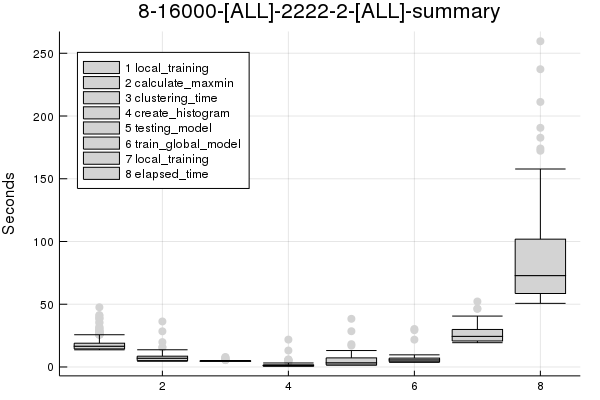 8-16000-[ALL]-2222-2-[ALL]-summary
250
200
150
100
50
0
Seconds
1 local_training
2 calculate_maxmin
3 clustering_time
4 create_histogram
5 testing_model
6 train_global_model
7 local_training
8 elapsed_time
2
4
6
8